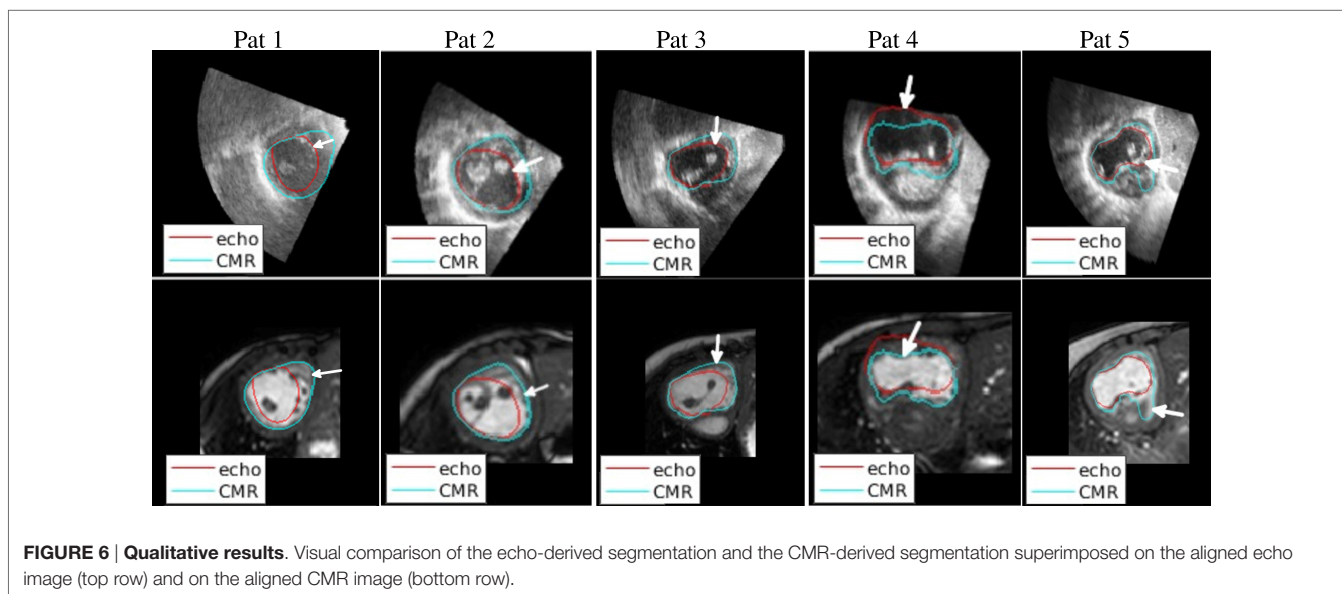 Pat 1 Pat 2 Pat 3 Pat 4 Pat 5
echo
CMR
echo
CMR
echo
CMR
echo
CMR
echo
CMR
echo
CMR
echo
CMR
echo
CMR
echo
CMR
echo
CMR
FIGURE 6 | Qualitative results. Visual comparison of the echo-derived segmentation and the CMR-derived segmentation superimposed on the aligned echo
image (top row) and on the aligned CMR image (bottom row).